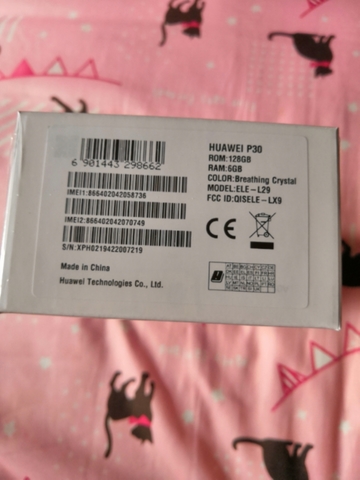 6 901443 298662
HUAWEI P30
ROM:128GB
RAM:6GB
COLOR:Breathing Crystal
MODEL:ELE-L29
FCC ID:QISELE-LX9
IMEI1:866402042058736
IMEI2:866402042070749
S/N:XPH0219422007219
CE
Made in China
Huawei Technologies Co., Ltd.